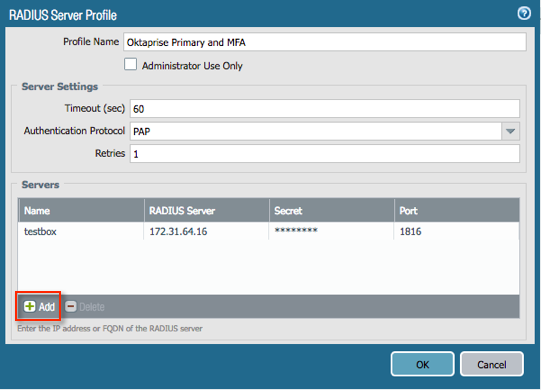 RADIUS Server Profile
Profile Name Oktaprise Primary and MFA
Administrator Use Only
Server Settings
Timeout (sec) 60
Authentication Protocol PAP
Retries 1
Servers
Name RADIUS Server Secret Port
testbox 172.31.64.16 ******** 1816
Add Delete
Enter the IP address or FQDN of the RADIUS server
OK Cancel